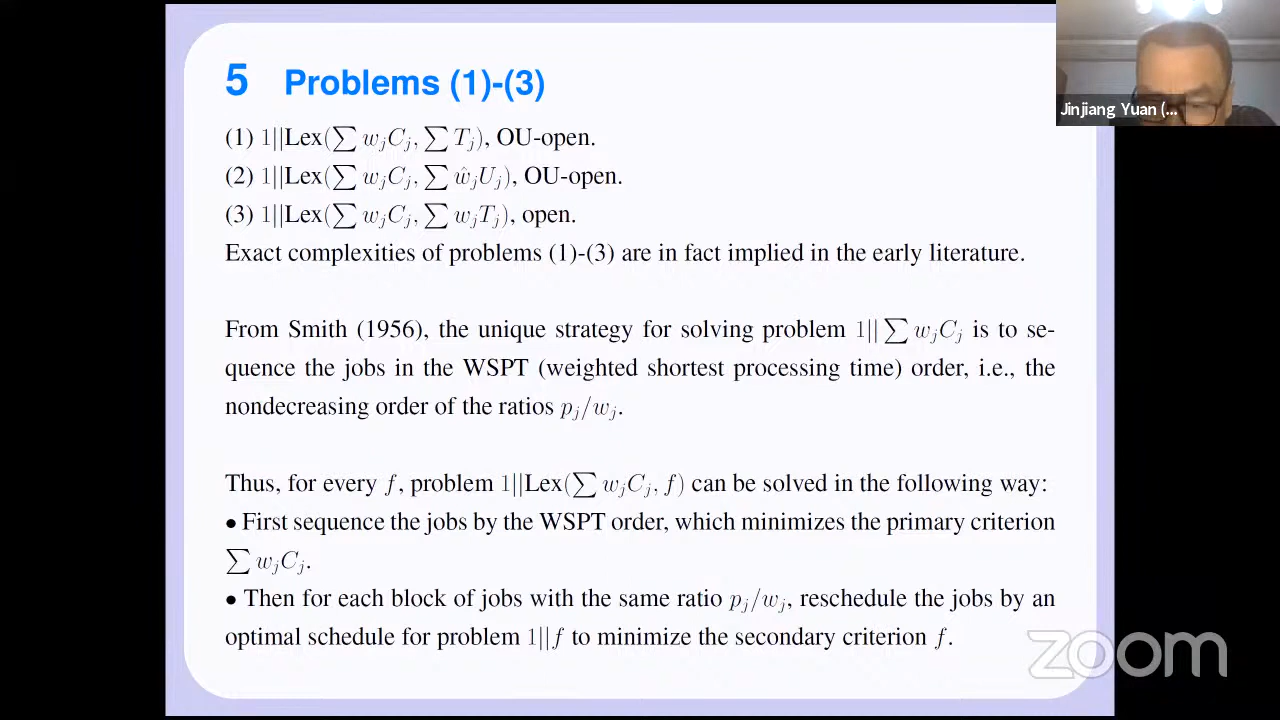 5 Problems (1)-(3)
Jinjiang Yuan (...
(1) 1||Lex(∑ w_jC_j, ∑ T_j), OU-open.
(2) 1||Lex(∑ w_jC_j, ∑ ŵ_jU_j), OU-open.
(3) 1||Lex(∑ w_jC_j, ∑ w_jT_j), open.
Exact complexities of problems (1)-(3) are in fact implied in the early literature.
From Smith (1956), the unique strategy for solving problem 1||∑ w_jC_j is to se-
quence the jobs in the WSPT (weighted shortest processing time) order, i.e., the
nondecreasing order of the ratios p_j/w_j.
Thus, for every f, problem 1||Lex(∑ w_jC_j, f) can be solved in the following way:
• First sequence the jobs by the WSPT order, which minimizes the primary criterion
∑ w_jC_j.
• Then for each block of jobs with the same ratio p_j/w_j, reschedule the jobs by an
optimal schedule for problem 1||f to minimize the secondary criterion f.
zoom